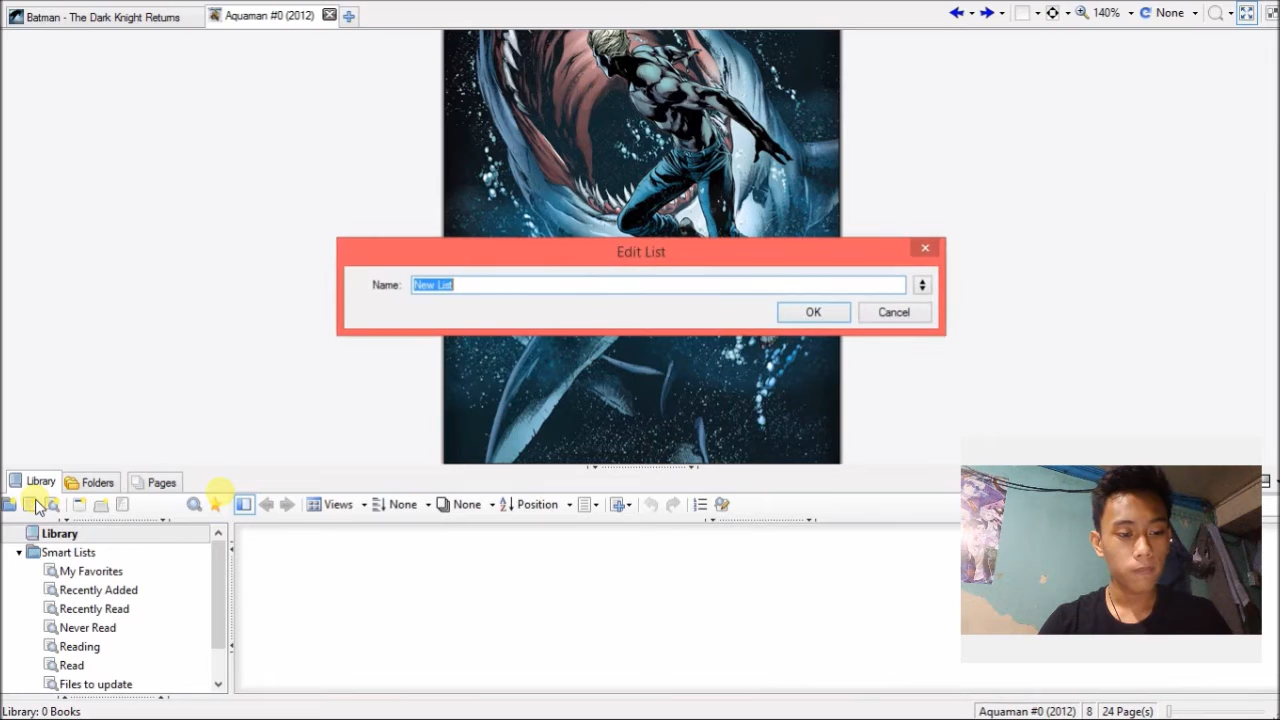 Batman - The Dark Knight Returns
Aquaman #0 (2012)
140%
None
Edit List
Name:
New List
OK
Cancel
Library
Folders
Pages
Views
None
None
Position
Library
Smart Lists
My Favorites
Recently Added
Recently Read
Never Read
Reading
Read
Files to update
Library: 0 Books
Aquaman #0 (2012)
8
24 Page(s)